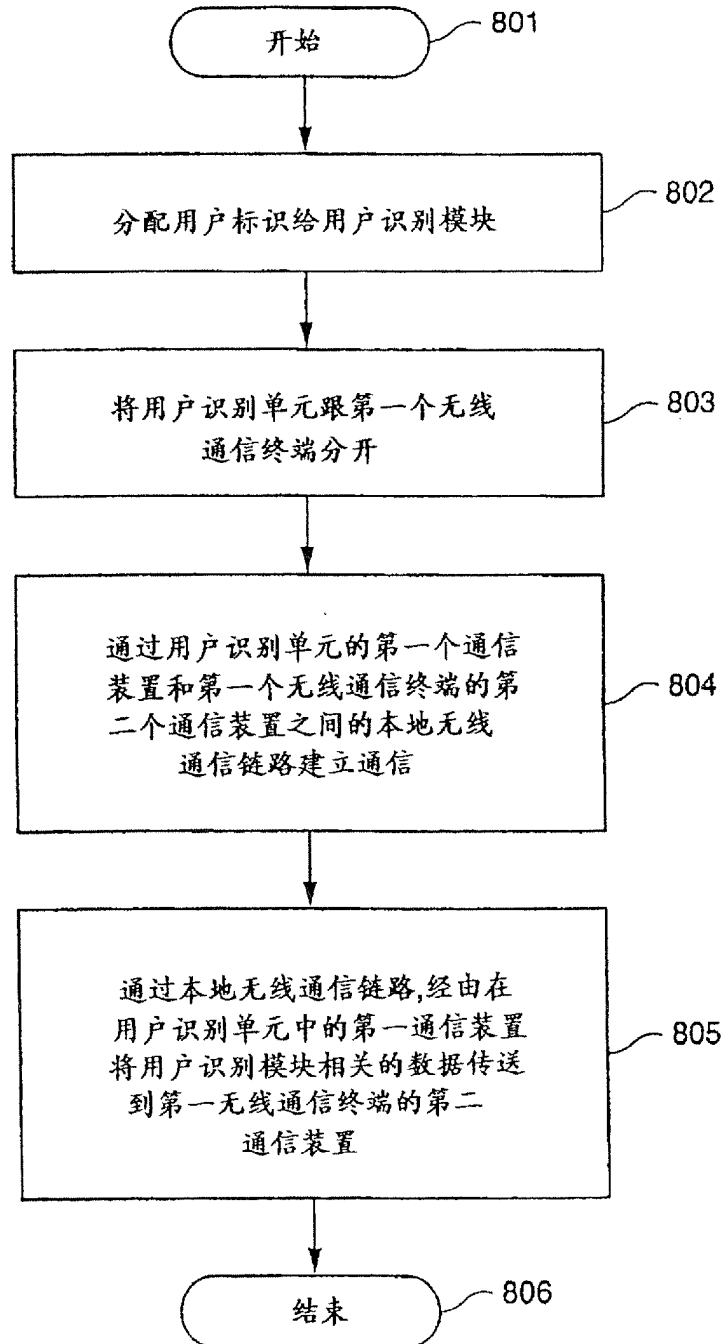 开始
801
分配用户标识给用户识别模块
802
将用户识别单元跟第一个无线
通信终端分开
803
通过用户识别单元的第一个通信
装置和第一个无线通信终端的第
二个通信装置之间的本地无线
通信链路建立通信
804
通过本地无线通信链路,经由在
用户识别单元中的第一通信装置
将用户识别模块相关的数据传送
到第一无线通信终端的第二
通信装置
805
结束
806